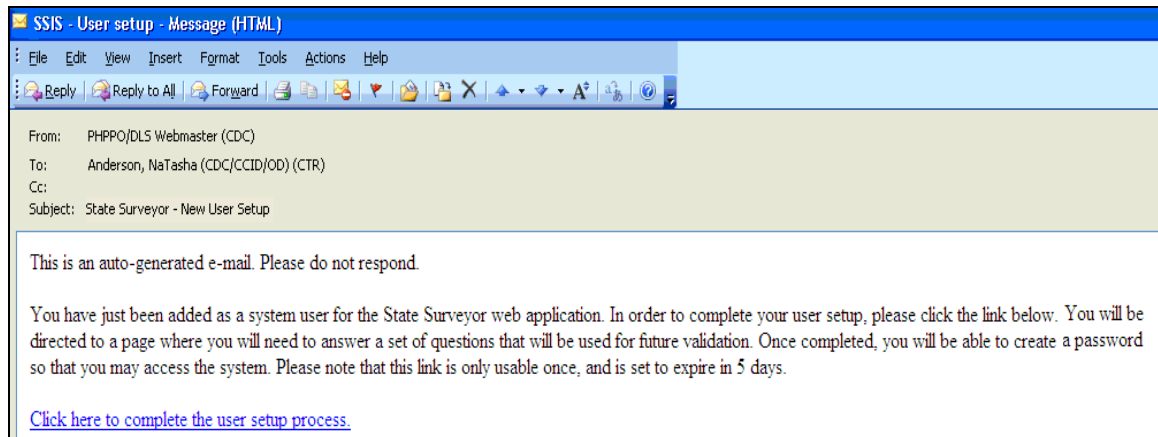 SSIS - User setup - Message (HTML)
File Edit View Insert Format Tools Actions Help
Reply Reply to All Forward
From: PHPPO/DLS Webmaster (CDC)
To: Anderson, NaTasha (CDC/CCID/OD) (CTR)
Cc:
Subject: State Surveyor - New User Setup
This is an auto-generated e-mail. Please do not respond.
You have just been added as a system user for the State Surveyor web application. In order to complete your user setup, please click the link below. You will be
directed to a page where you will need to answer a set of questions that will be used for future validation. Once completed, you will be able to create a password
so that you may access the system. Please note that this link is only usable once, and is set to expire in 5 days.
Click here to complete the user setup process.